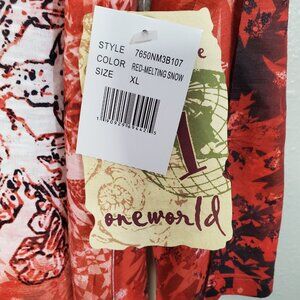 STYLE 7650NM3B107
COLOR RED-MELTING SNOW
SIZE XL
oneworld